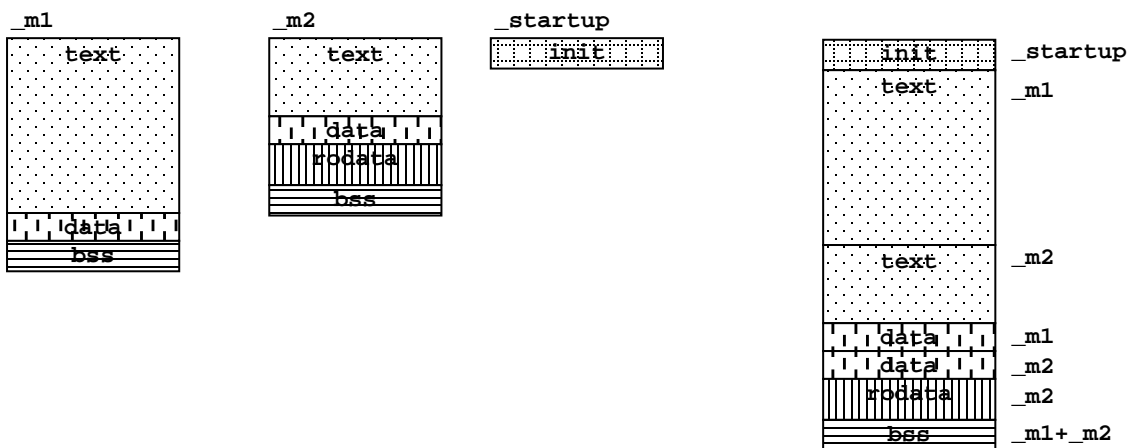 _m1
text
data
bss
_m2
text
data
rodata
bss
_startup
init
init _startup
text _m1
text _m2
data _m1
data _m2
rodata _m2
bss _m1+_m2